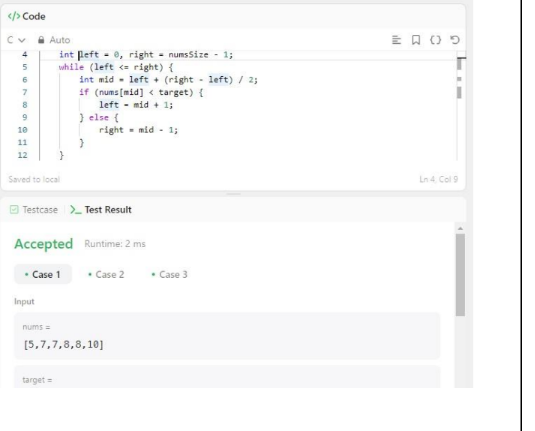 </> Code
C Auto
4 int left = 0, right = numsSize - 1;
5 while (left <= right) {
6 int mid = left + (right - left) / 2;
7 if (nums[mid] < target) {
8 left = mid + 1;
9 } else {
10 right = mid - 1;
11 }
12 }
Saved to local Ln 4, Col 9
Testcase >_ Test Result
Accepted Runtime: 2 ms
• Case 1 • Case 2 • Case 3
Input
nums =
[5,7,7,8,8,10]
target =